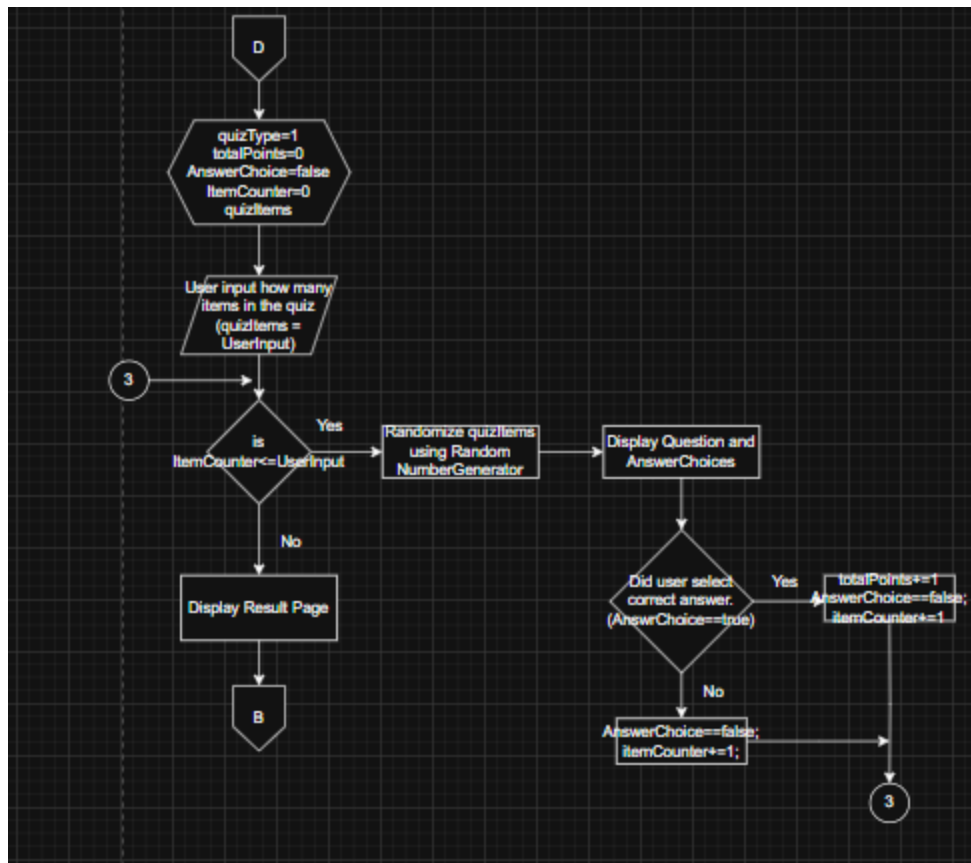 D
quizType=1
totalPoints=0
AnswerChoice=false
ItemCounter=0
quizItems
User input how many
items in the quiz
(quizItems =
UserInput)
3
is
ItemCounter<=UserInput
Yes
Randomize quizItems
using Random
NumberGenerator
Display Question and
AnswerChoices
No
Display Result Page
B
Did user select
correct answer.
(AnswrChoice==true)
Yes
totalPoints+=1
AnswerChoice==false;
itemCounter+=1
No
AnswerChoice==false;
itemCounter+=1;
3